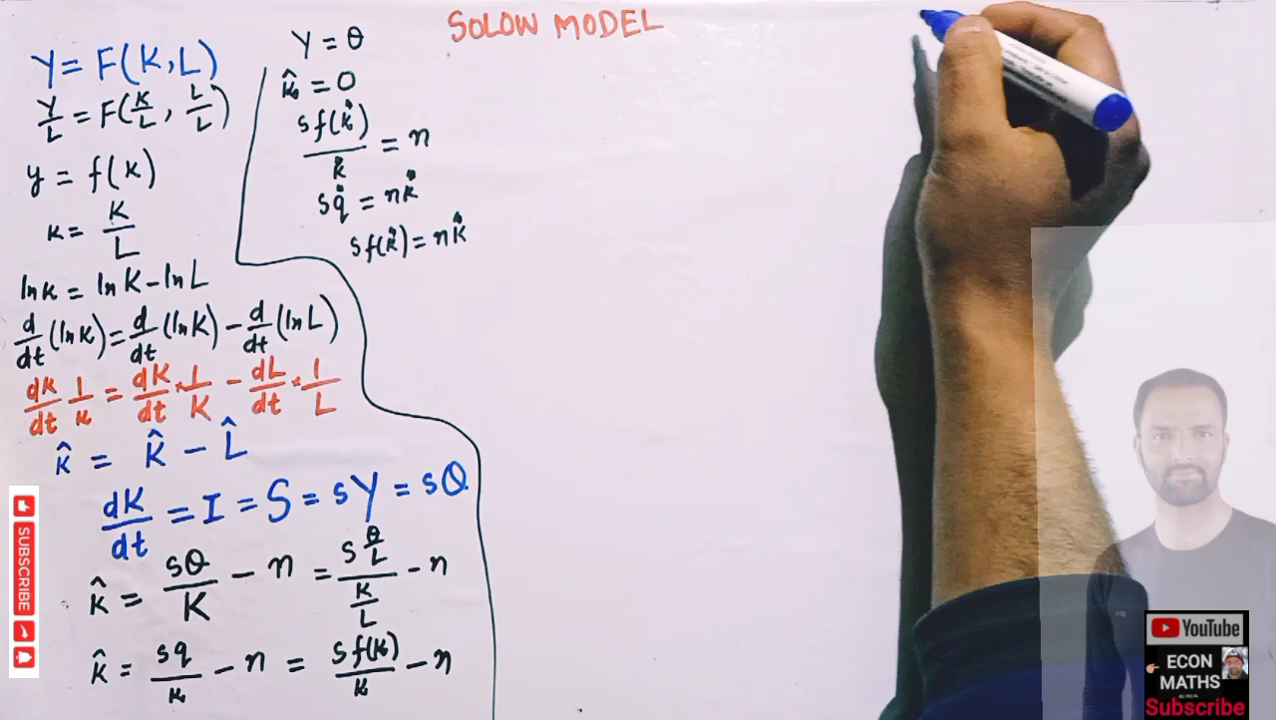 SOLOW MODEL
Y = F(K,L)
Y/L = F(K/L, L/L)
y = f(k)
k = K/L
ln k = ln K - ln L
d/dt (ln k) = d/dt (ln K) - d/dt (ln L)
dk/dt 1/k = dK/dt * 1/K - dL/dt * 1/L
k̂ = K̂ - L̂
dK/dt = I = S = sY = sQ
k̂ = sQ/K - n = s Q/L / K/L - n
k̂ = sq/k - n = sf(k)/k - n
Y = Q
k̂ = 0
sf(k̊)/k̊ = n
sq̊ = nk̊
sf(k̊) = nk̊
SUBSCRIBE
YouTube
ECON
MATHS
Subscribe